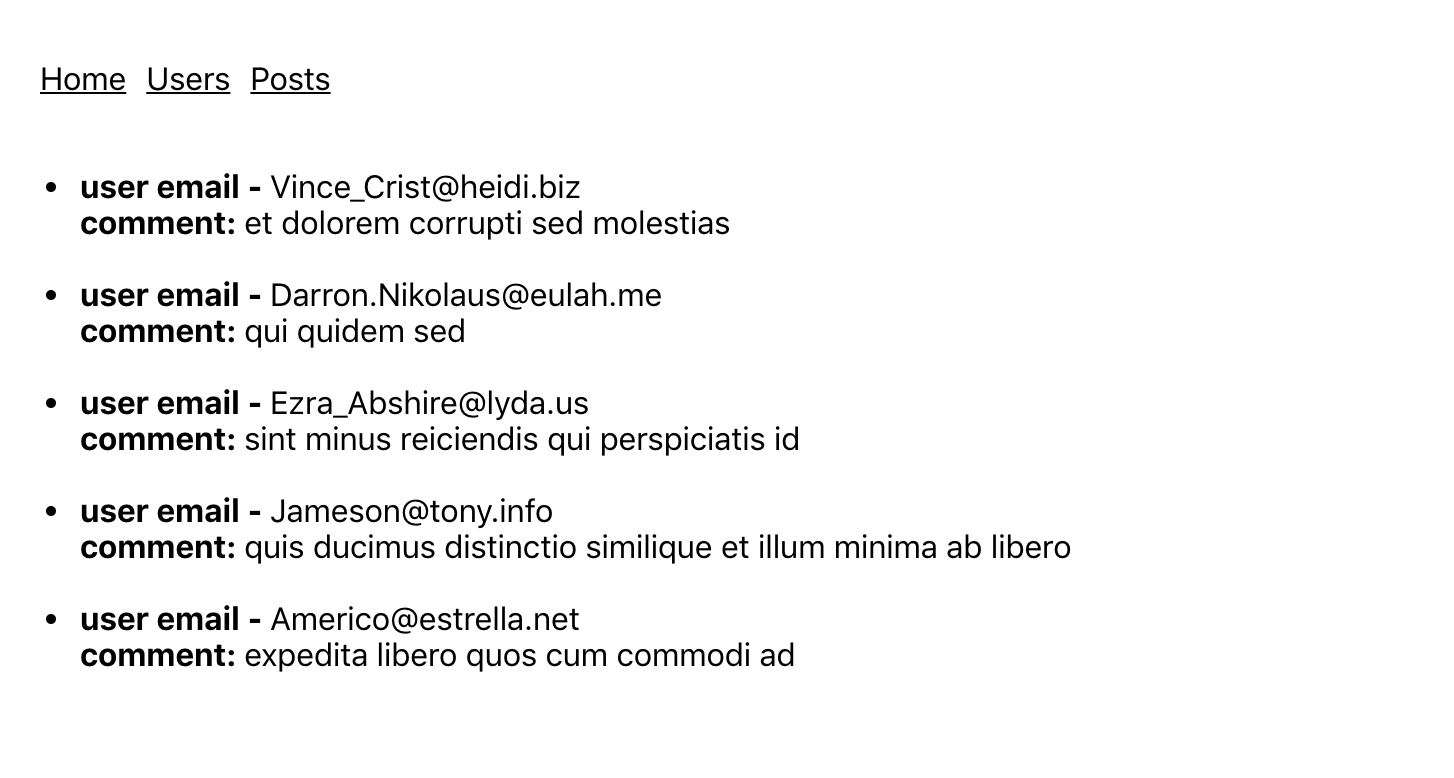 Home Users Posts
user email - Vince_Crist@heidi.biz
comment: et dolorem corrupti sed molestias
user email - Darron.Nikolaus@eulah.me
comment: qui quidem sed
user email - Ezra_Abshire@lyda.us
comment: sint minus reiciendis qui perspiciatis id
user email - Jameson@tony.info
comment: quis ducimus distinctio similique et illum minima ab libero
user email - Americo@estrella.net
comment: expedita libero quos cum commodi ad